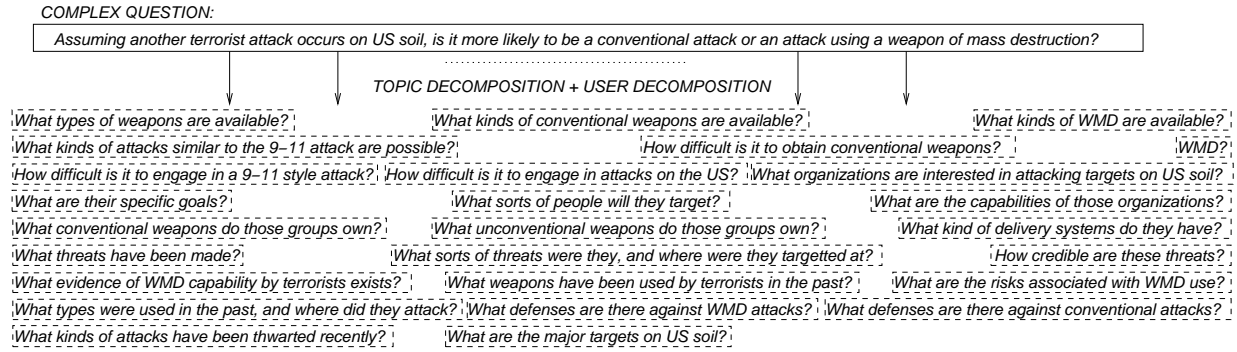 COMPLEX QUESTION:
Assuming another terrorist attack occurs on US soil, is it more likely to be a conventional attack or an attack using a weapon of mass destruction?
TOPIC DECOMPOSITION + USER DECOMPOSITION
What types of weapons are available? What kinds of conventional weapons are available? What kinds of WMD are available?
What kinds of attacks similar to the 9−11 attack are possible? How difficult is it to obtain conventional weapons? WMD?
How difficult is it to engage in a 9−11 style attack? How difficult is it to engage in attacks on the US? What organizations are interested in attacking targets on US soil?
What are their specific goals? What sorts of people will they target? What are the capabilities of those organizations?
What conventional weapons do those groups own? What unconventional weapons do those groups own? What kind of delivery systems do they have?
What threats have been made? What sorts of threats were they, and where were they targetted at? How credible are these threats?
What evidence of WMD capability by terrorists exists? What weapons have been used by terrorists in the past? What are the risks associated with WMD use?
What types were used in the past, and where did they attack? What defenses are there against WMD attacks? What defenses are there against conventional attacks?
What kinds of attacks have been thwarted recently? What are the major targets on US soil?